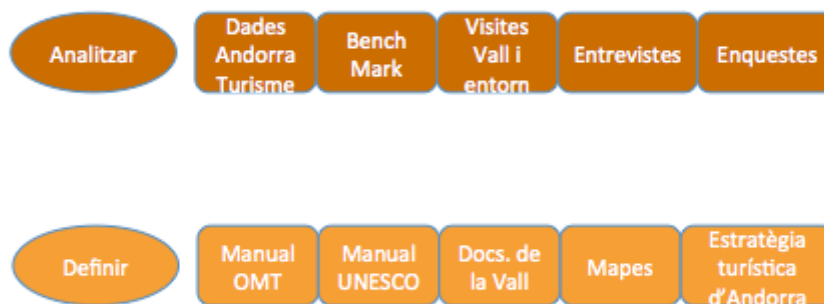 Analitzar
Dades
Andorra
Turisme
Bench
Mark
Visites
Vall i
entorn
Entrevistes
Enquestes
Definir
Manual
OMT
Manual
UNESCO
Docs. de
la Vall
Mapes
Estratègia
turística
d'Andorra